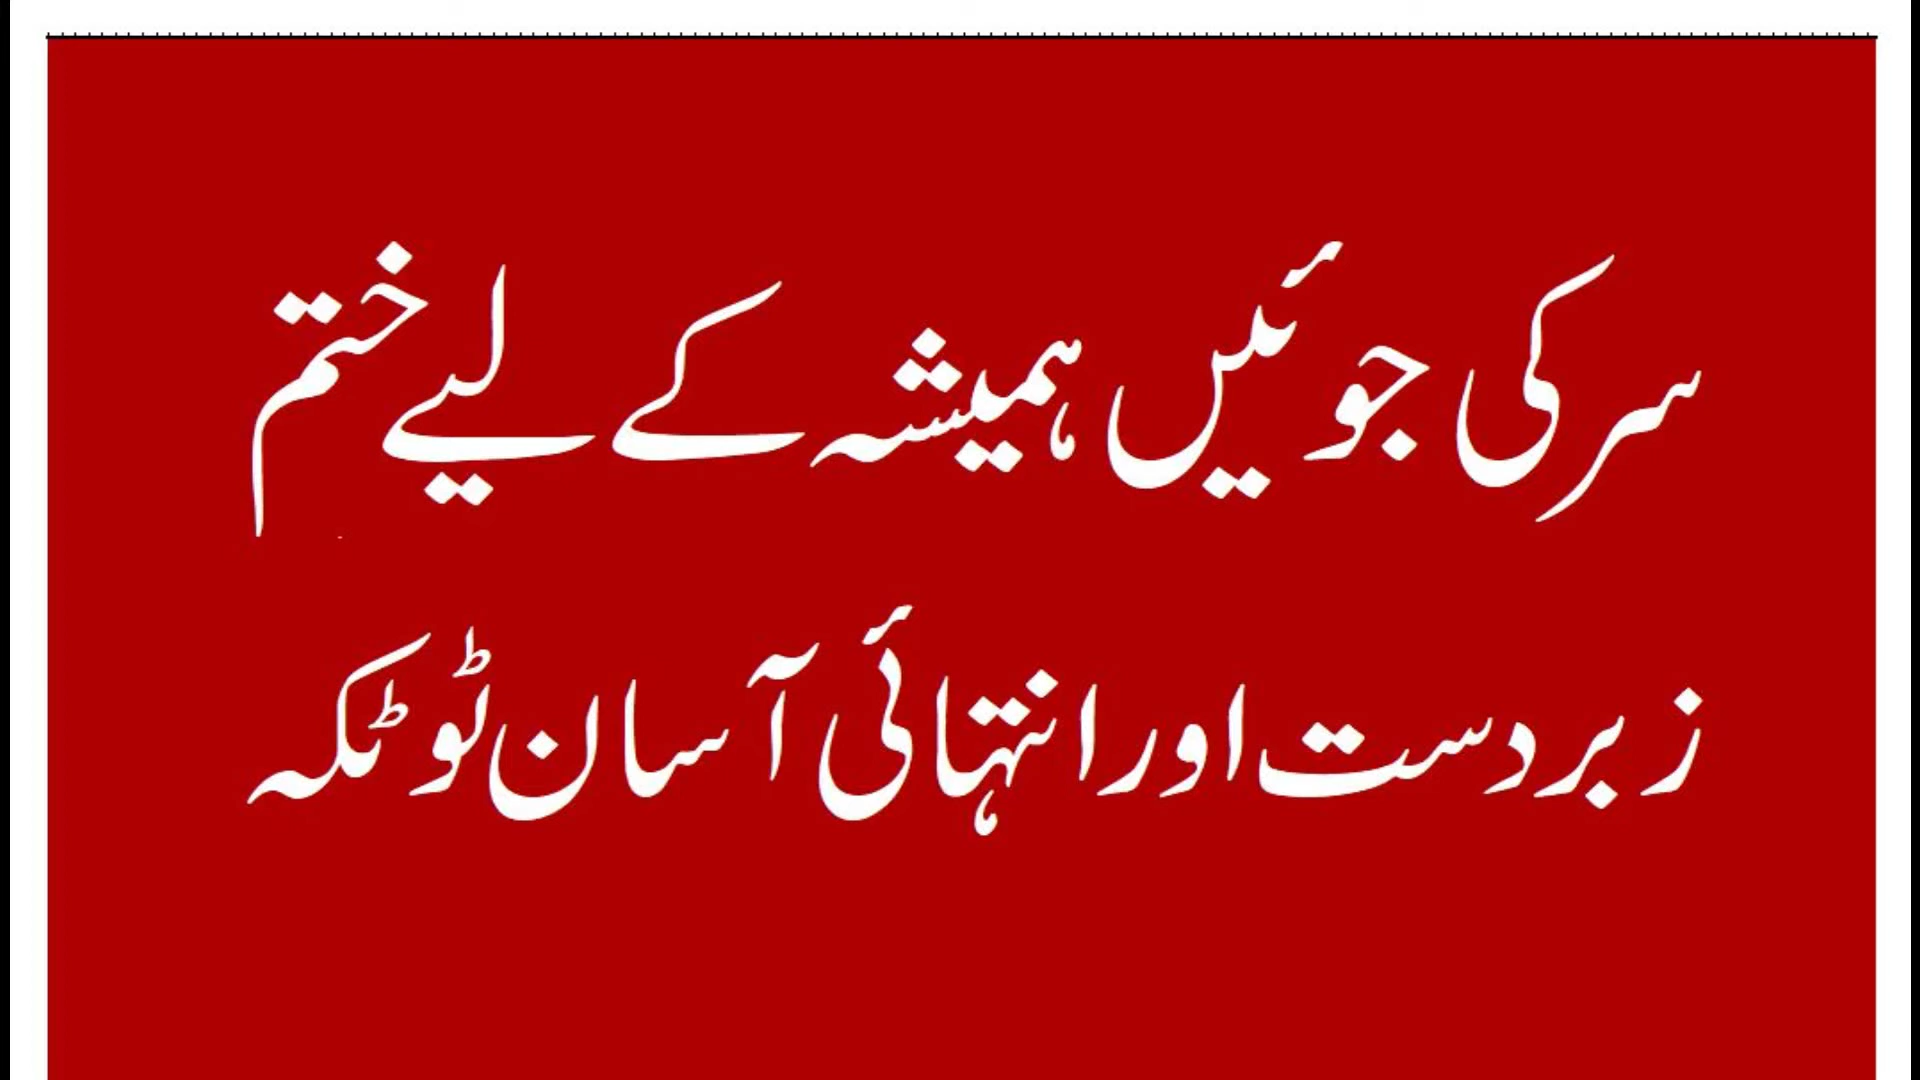 سر کی جوئیں ہمیشہ کے لیے ختم
زبردست اور انتہائی آسان ٹوٹکہ